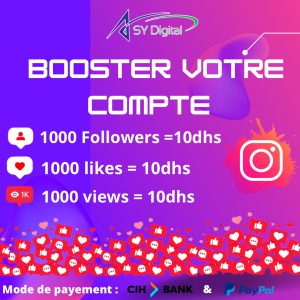 SY Digital
BOOSTER VOTRE
COMPTE
1000 Followers =10dhs
1000 likes = 10dhs
1K
1000 views = 10dhs
Mode de payement : CIH BANK & PayPal